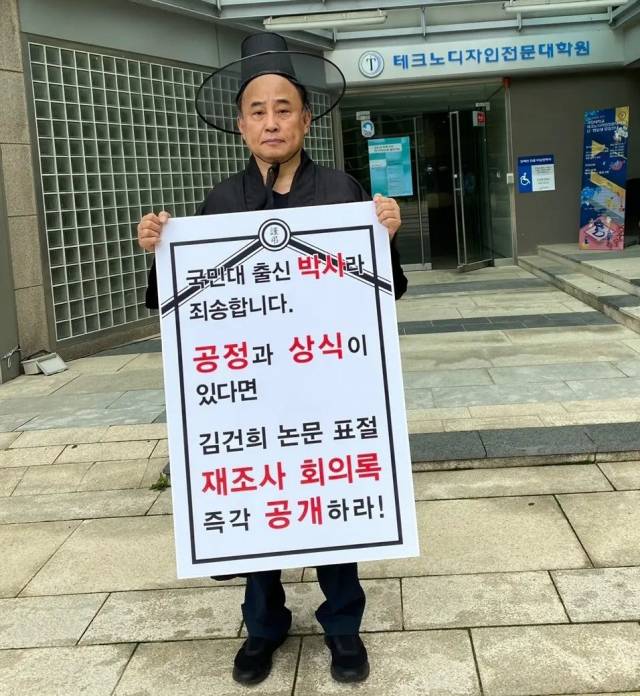 테크노디자인전문대학원
謹弔
국민대 출신 박사라
죄송합니다.
공정과 상식이
있다면
김건희 논문 표절
재조사 회의록
즉각 공개하라!